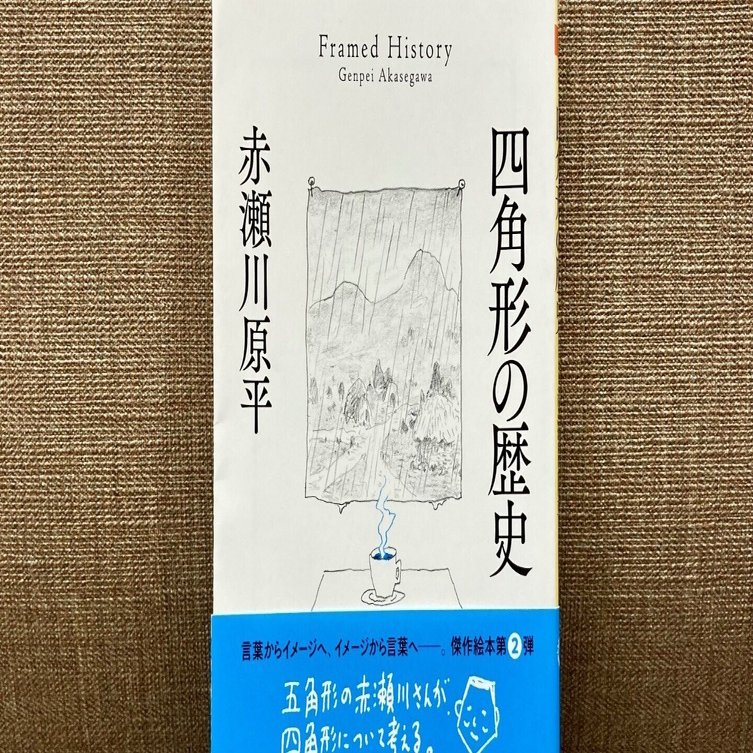 Framed History
Genpei Akasegawa
四角形の歴史
赤瀬川原平
言葉からイメージへ、イメージから言葉へ――。傑作絵本第2弾
五角形の赤瀬川さんが、
四角形について考える。